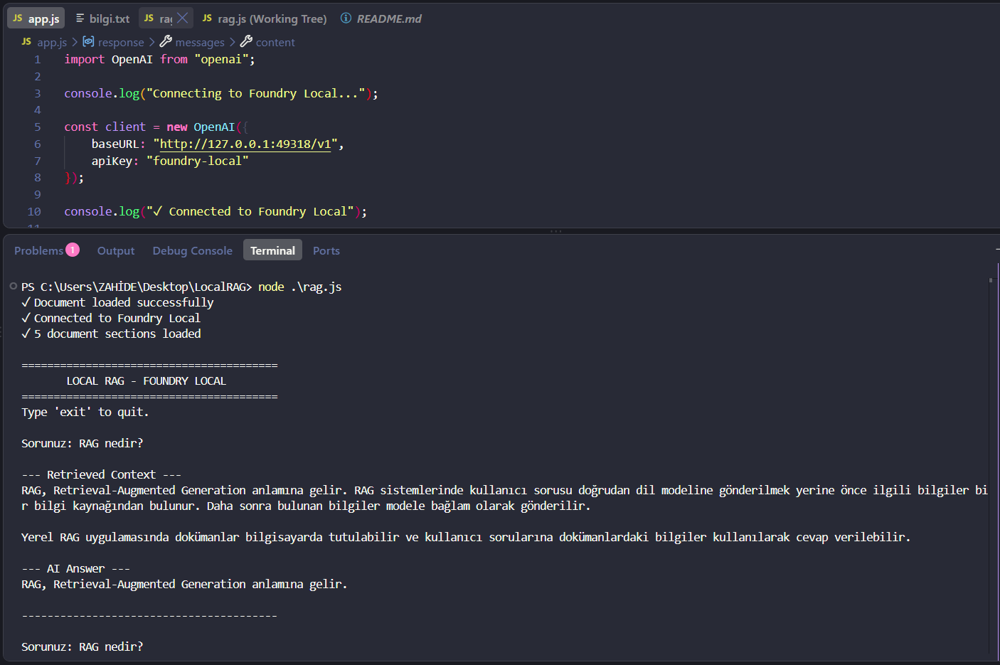 JS app.js bilgi.txt JS rag JS rag.js (Working Tree) README.md
JS app.js > response > messages > content
1 import OpenAI from "openai";
2
3 console.log("Connecting to Foundry Local...");
4
5 const client = new OpenAI({
6 baseURL: "http://127.0.0.1:49318/v1",
7 apiKey: "foundry-local"
8 });
9
10 console.log("✓ Connected to Foundry Local");
11
Problems 1 Output Debug Console Terminal Ports
PS C:\Users\ZAHİDE\Desktop\LocalRAG> node .\rag.js
✓ Document loaded successfully
✓ Connected to Foundry Local
✓ 5 document sections loaded
========================================
LOCAL RAG - FOUNDRY LOCAL
========================================
Type 'exit' to quit.
Sorunuz: RAG nedir?
--- Retrieved Context ---
RAG, Retrieval-Augmented Generation anlamına gelir. RAG sistemlerinde kullanıcı sorusu doğrudan dil modeline gönderilmek yerine önce ilgili bilgiler bi
r bilgi kaynağından bulunur. Daha sonra bulunan bilgiler modele bağlam olarak gönderilir.
Yerel RAG uygulamasında dokümanlar bilgisayarda tutulabilir ve kullanıcı sorularına dokümanlardaki bilgiler kullanılarak cevap verilebilir.
--- AI Answer ---
RAG, Retrieval-Augmented Generation anlamına gelir.
----------------------------------------
Sorunuz: RAG nedir?